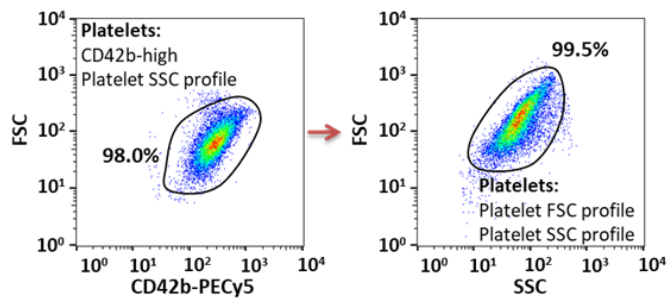 10⁴
Platelets:
CD42b-high
Platelet SSC profile
10³
FSC
10²
98.0%
10¹
10⁰
10⁰ 10¹ 10² 10³ 10⁴
CD42b-PECy5
10⁴
99.5%
10³
FSC
10²
10¹
Platelets:
Platelet FSC profile
Platelet SSC profile
10⁰
10⁰ 10¹ 10² 10³ 10⁴
SSC